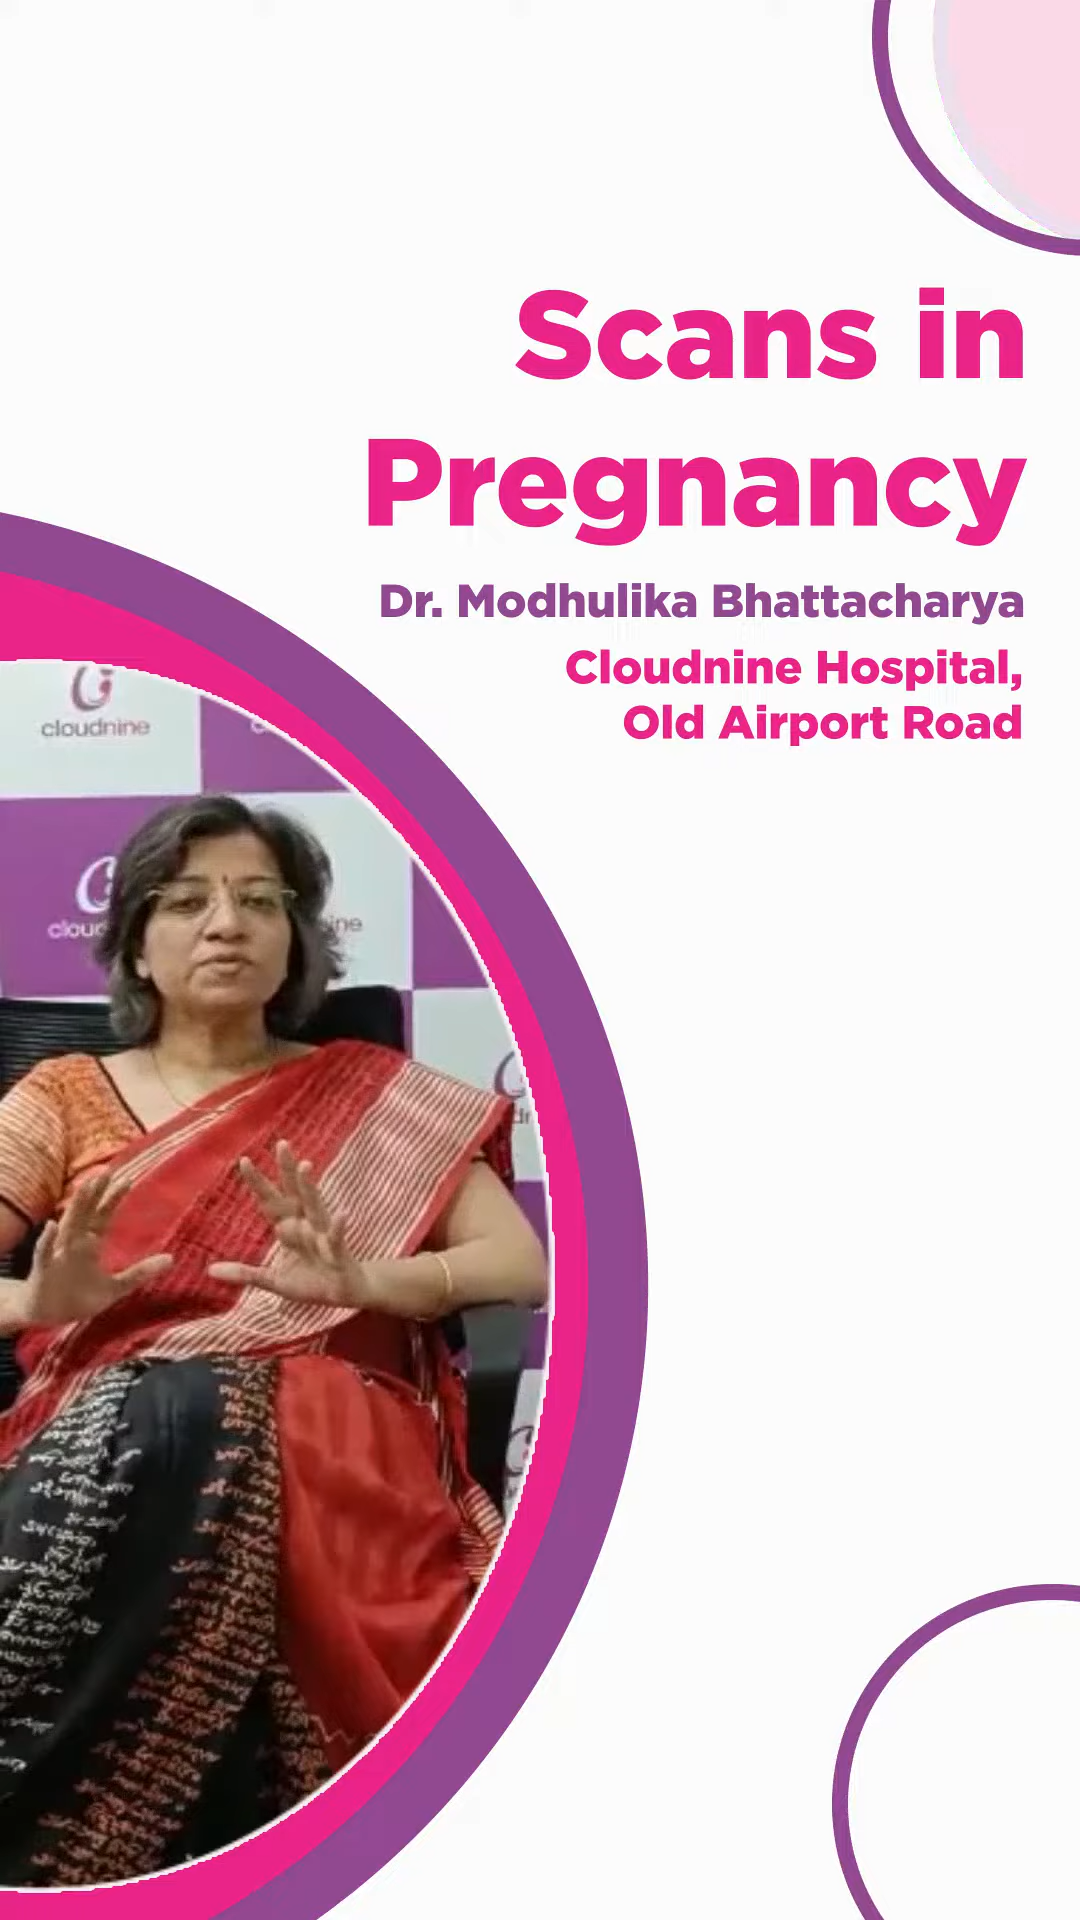 Scans in
Pregnancy
Dr. Modhulika Bhattacharya
Cloudnine Hospital,
Old Airport Road
cloudnine